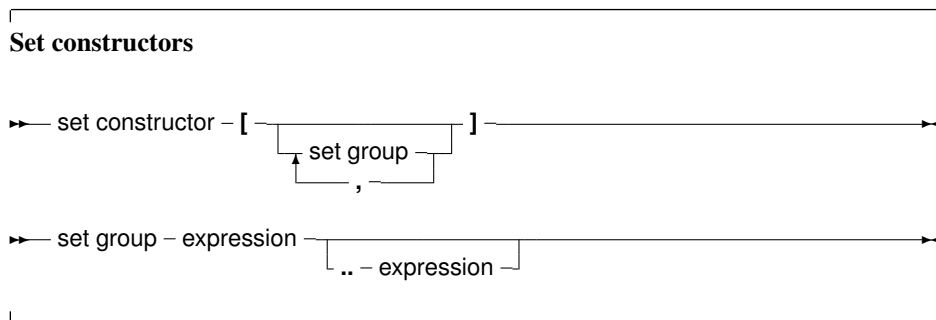 Set constructors
set constructor [ ]
set group
,
set group expression
.. expression